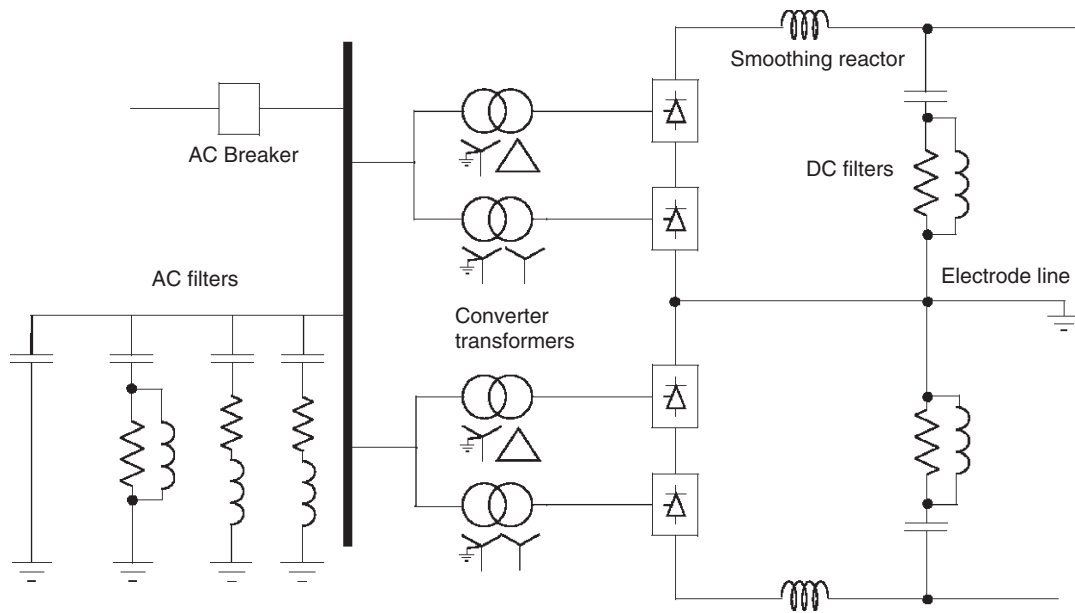 Smoothing reactor
AC Breaker
DC filters
AC filters
Electrode line
Converter
transformers